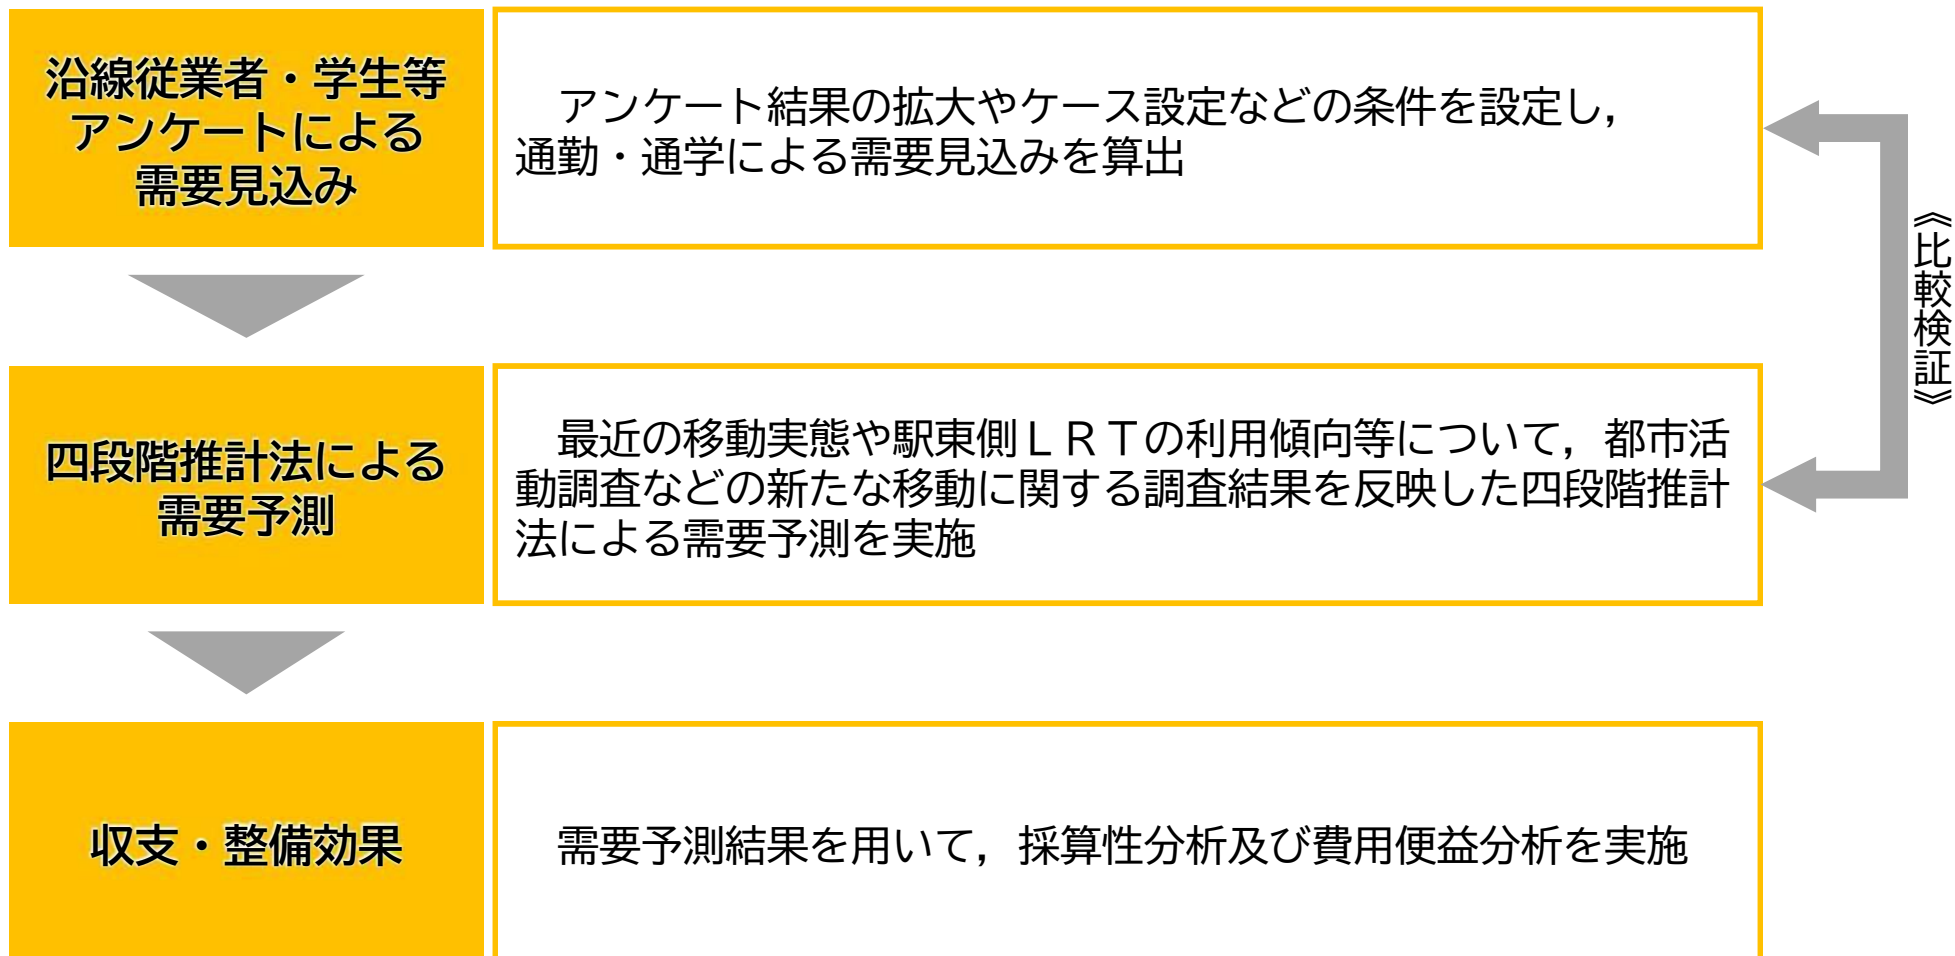 沿線従業者・学生等
アンケートによる
需要見込み
　アンケート結果の拡大やケース設定などの条件を設定し，
通勤・通学による需要見込みを算出
《比較検証》
四段階推計法による
需要予測
　最近の移動実態や駅東側ＬＲＴの利用傾向等について，都市活
動調査などの新たな移動に関する調査結果を反映した四段階推計
法による需要予測を実施
収支・整備効果
　需要予測結果を用いて，採算性分析及び費用便益分析を実施